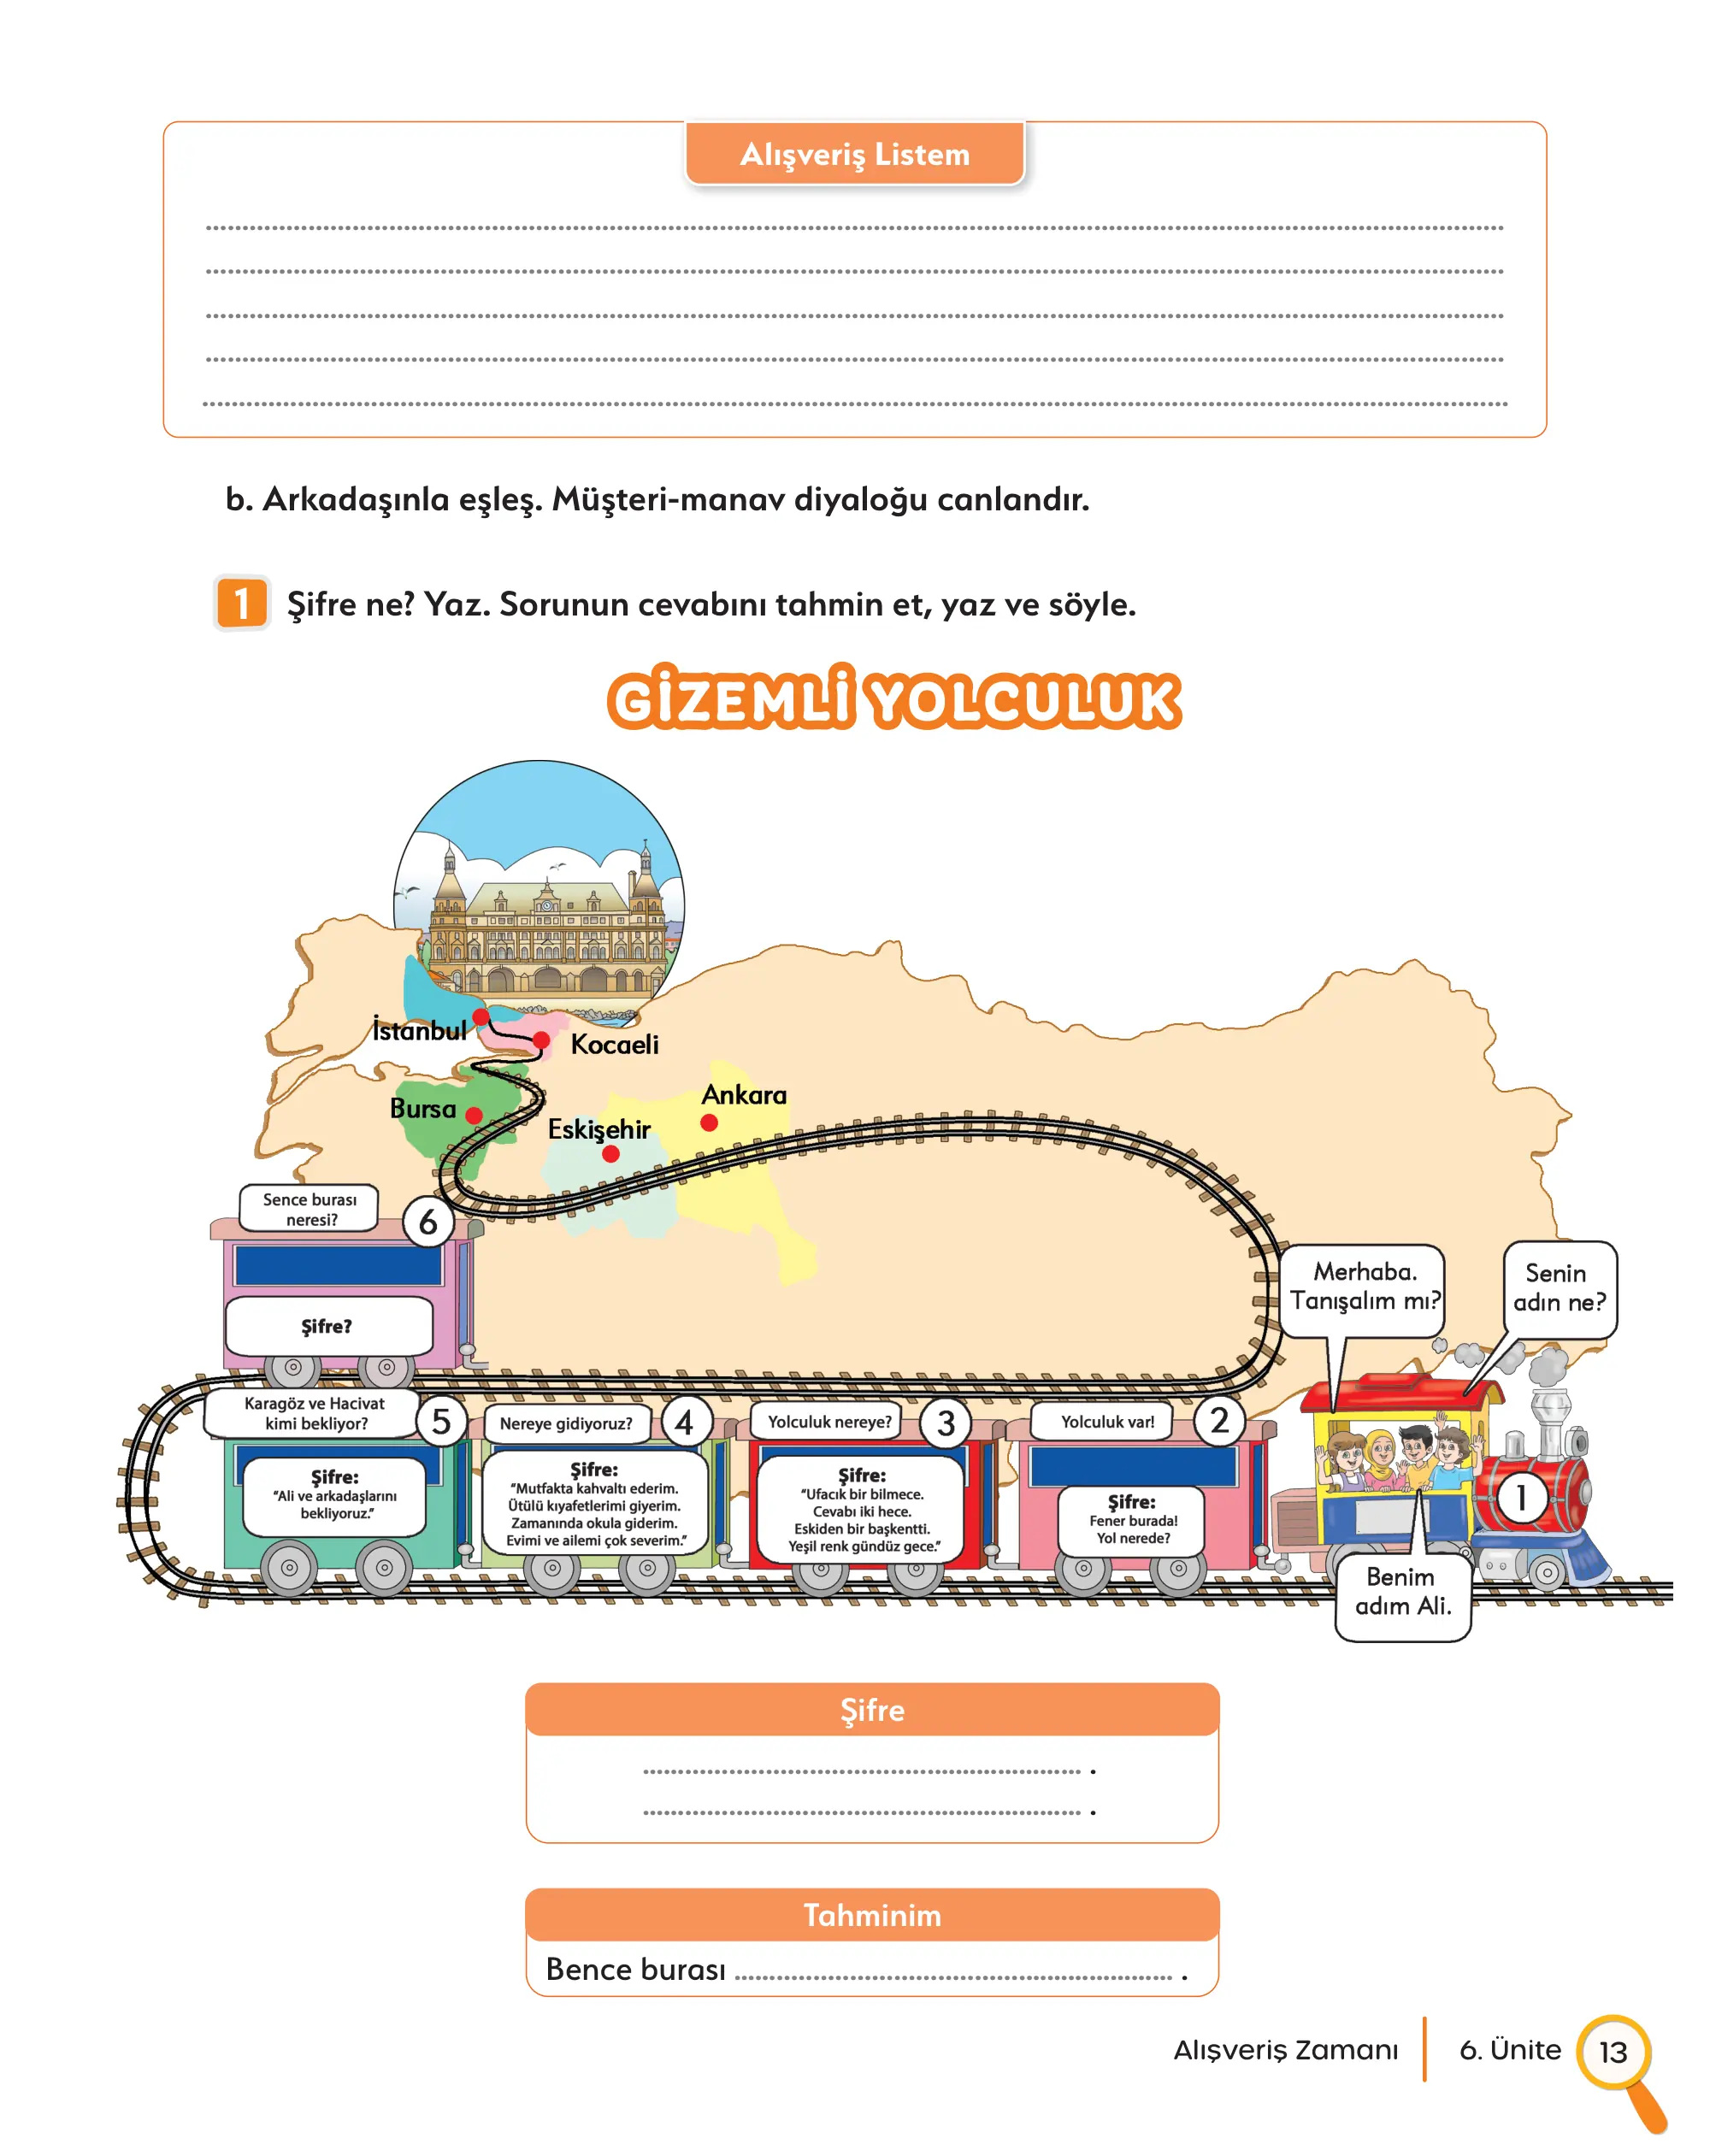 Alışveriş Listem
b. Arkadaşınla eşleş. Müşteri-manav diyaloğu canlandır.
1 Şifre ne? Yaz. Sorunun cevabını tahmin et, yaz ve söyle.
GİZEMLİ YOLCULUK
İstanbul
Kocaeli
Bursa
Ankara
Eskişehir
Sence burası
neresi?
6
Şifre?
Merhaba.
Tanışalım mı?
Senin
adın ne?
Karagöz ve Hacivat
kimi bekliyor?
5
Şifre:
"Ali ve arkadaşlarını
bekliyoruz."
Nereye gidiyoruz?
4
Şifre:
"Mutfakta kahvaltı ederim.
Ütülü kıyafetlerimi giyerim.
Zamanında okula giderim.
Evimi ve ailemi çok severim."
Yolculuk nereye?
3
Şifre:
"Ufacık bir bilmece.
Cevabı iki hece.
Eskiden bir başkentti.
Yeşil renk gündüz gece."
Yolculuk var!
2
Şifre:
Fener burada!
Yol nerede?
1
Benim
adım Ali.
Şifre
.
.
Tahminim
Bence burası .
Alışveriş Zamanı 6. Ünite 13